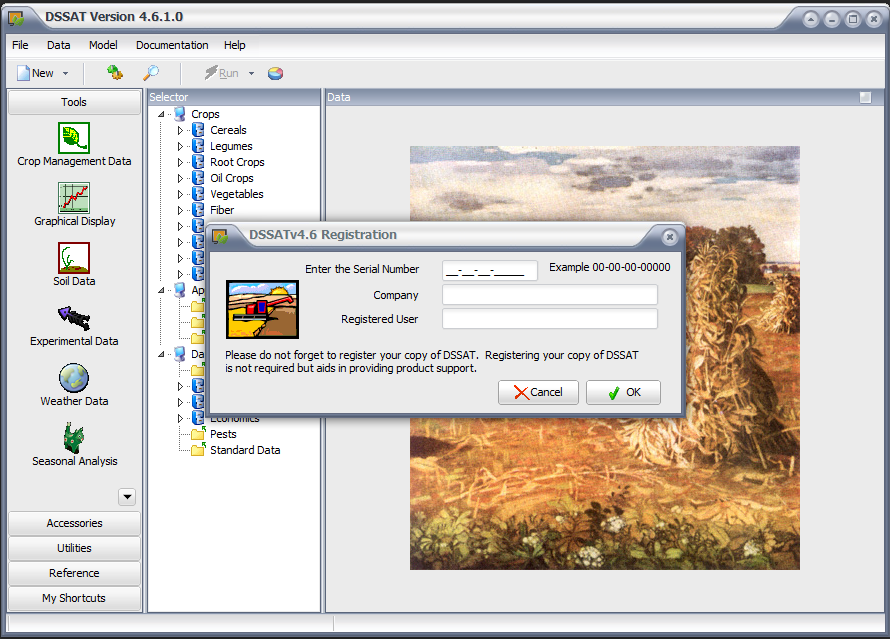 DSSAT Version 4.6.1.0
File Data Model Documentation Help
New Run
Tools
Crop Management Data
Graphical Display
Soil Data
Experimental Data
Weather Data
Seasonal Analysis
Accessories
Utilities
Reference
My Shortcuts
Selector
Crops
Cereals
Legumes
Root Crops
Oil Crops
Vegetables
Fiber
Ap
Da
Economics
Pests
Standard Data
Data
DSSATv4.6 Registration
Enter the Serial Number __-__-__-_____ Example 00-00-00-00000
Company
Registered User
Please do not forget to register your copy of DSSAT. Registering your copy of DSSAT
is not required but aids in providing product support.
Cancel OK